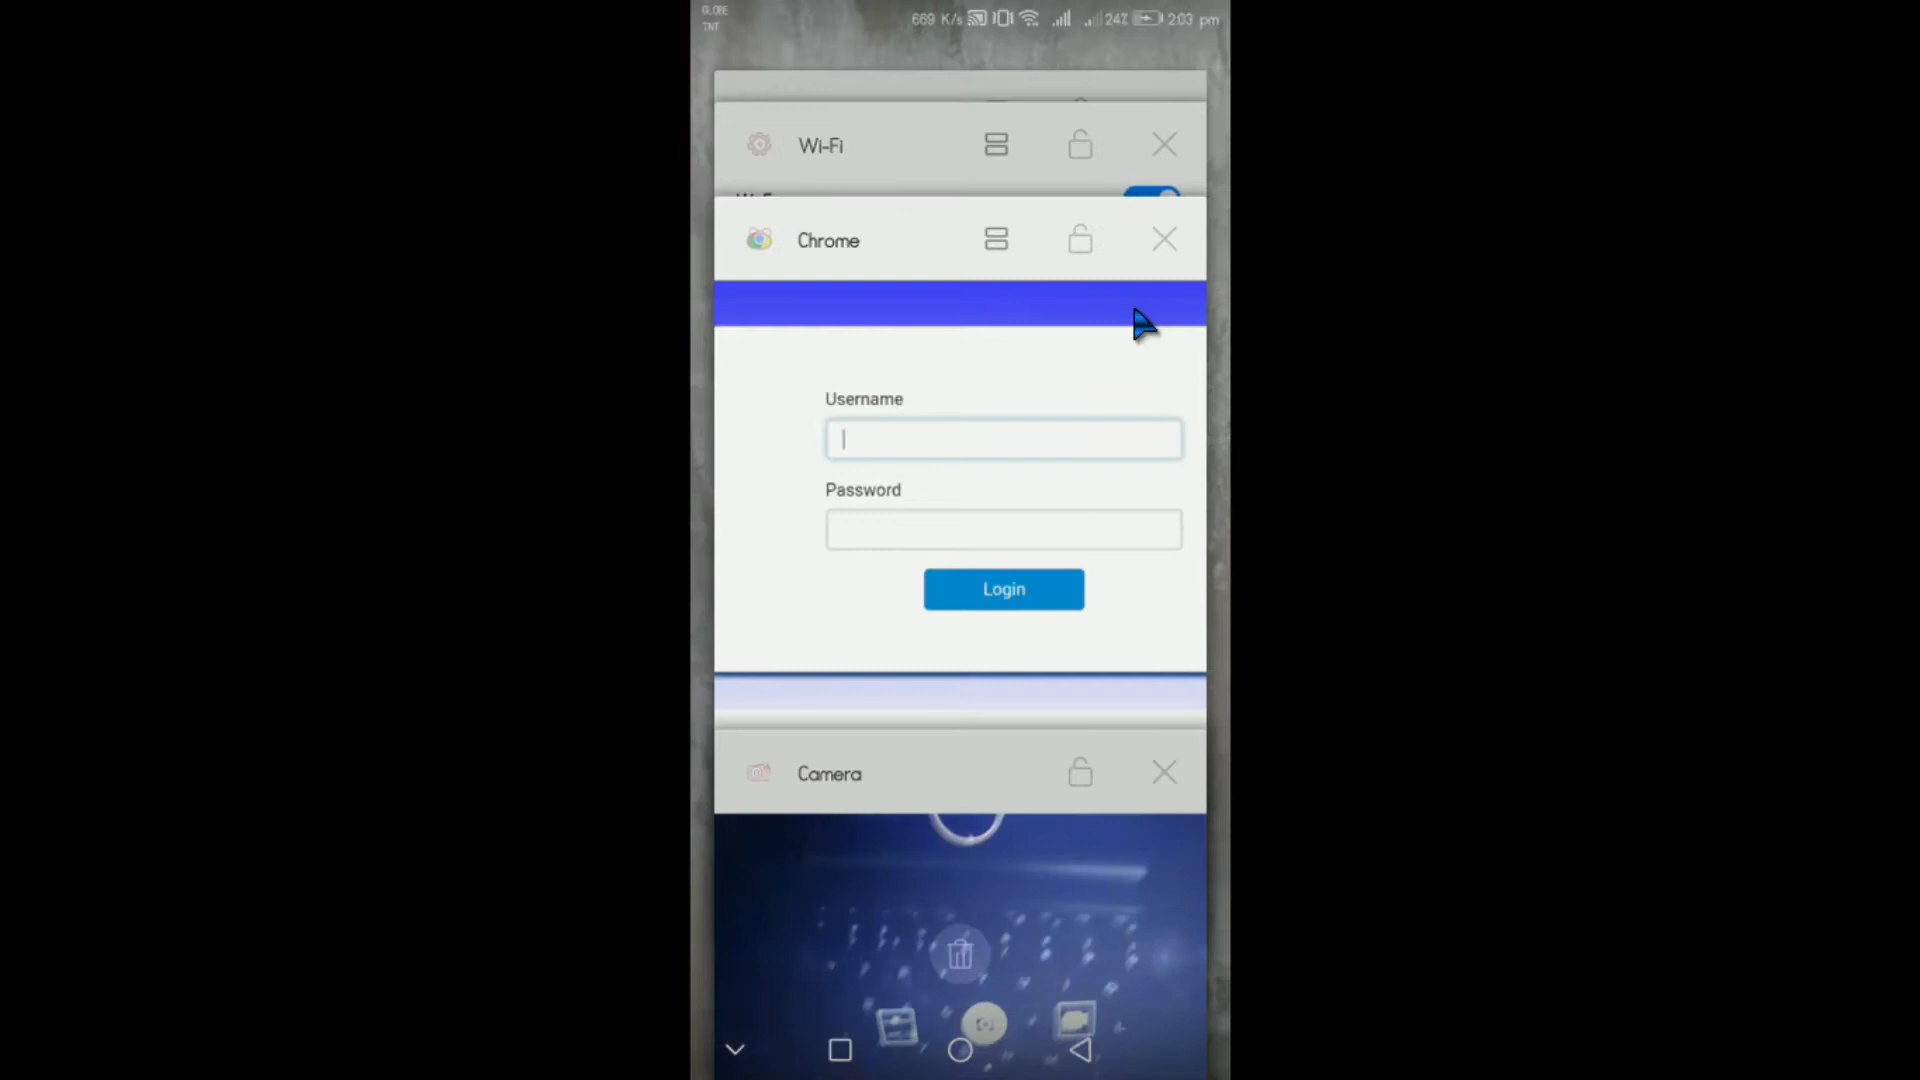 GLOBE
TNT
669 K/s 24% 2:03 pm
Wi-Fi
Chrome
Username
Password
Login
Camera